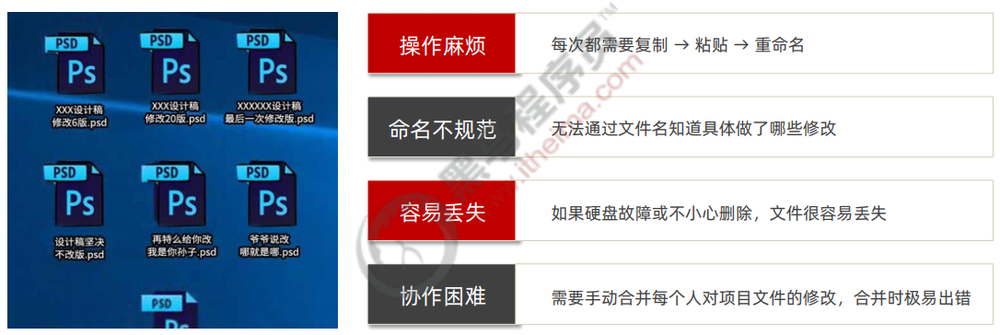 PSD
Ps
XXX设计稿
修改6版.psd
PSD
Ps
XXX设计稿
修改20版.psd
PSD
Ps
XXXXXX设计稿
最后一次修改版.psd
PSD
Ps
设计稿坚决
不改版.psd
PSD
Ps
再特么给你改
我是你孙子.psd
PSD
Ps
爷爷说改
哪就是哪.psd
PSD
操作麻烦
每次都需要复制 → 粘贴 → 重命名
命名不规范
无法通过文件名知道具体做了哪些修改
容易丢失
如果硬盘故障或不小心删除，文件很容易丢失
协作困难
需要手动合并每个人对项目文件的修改，合并时极易出错
黑马程序员™
www.itheima.com